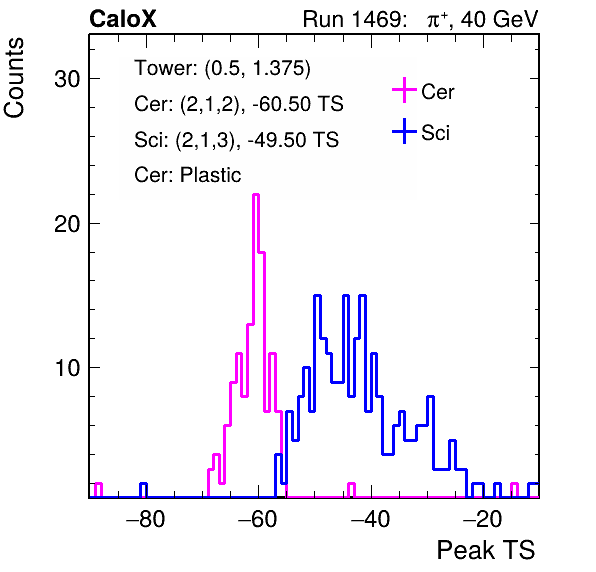 CaloX Run 1469: π⁺, 40 GeV
Counts
Tower: (0.5, 1.375)
Cer: (2,1,2), -60.50 TS
Sci: (2,1,3), -49.50 TS
Cer: Plastic
Cer
Sci
30
20
10
−80 −60 −40 −20
Peak TS